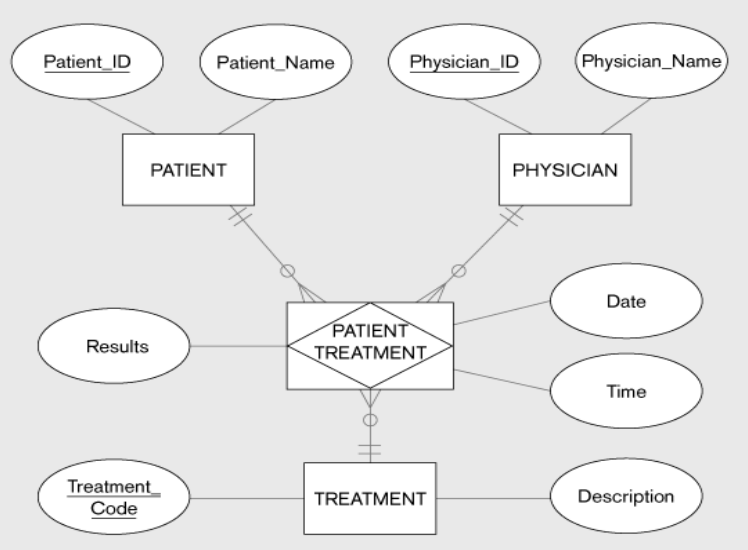 Patient_ID
Patient_Name
Physician_ID
Physician_Name
PATIENT
PHYSICIAN
Date
PATIENT
TREATMENT
Results
Time
Treatment_
Code
TREATMENT
Description